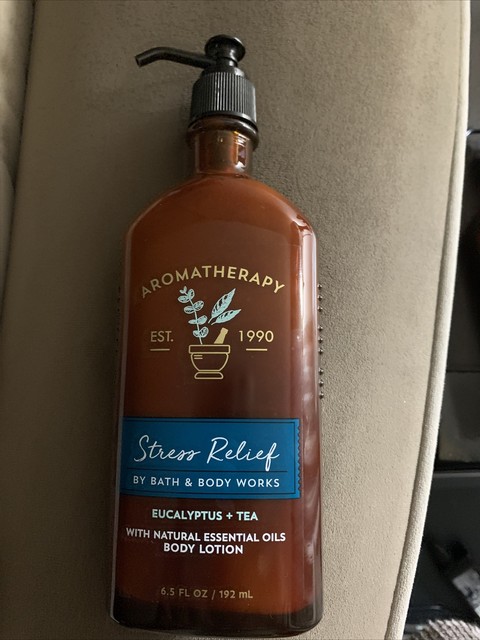 AROMATHERAPY
EST. 1990
Stress Relief
BY BATH & BODY WORKS
EUCALYPTUS + TEA
WITH NATURAL ESSENTIAL OILS
BODY LOTION
6.5 FL OZ / 192 mL